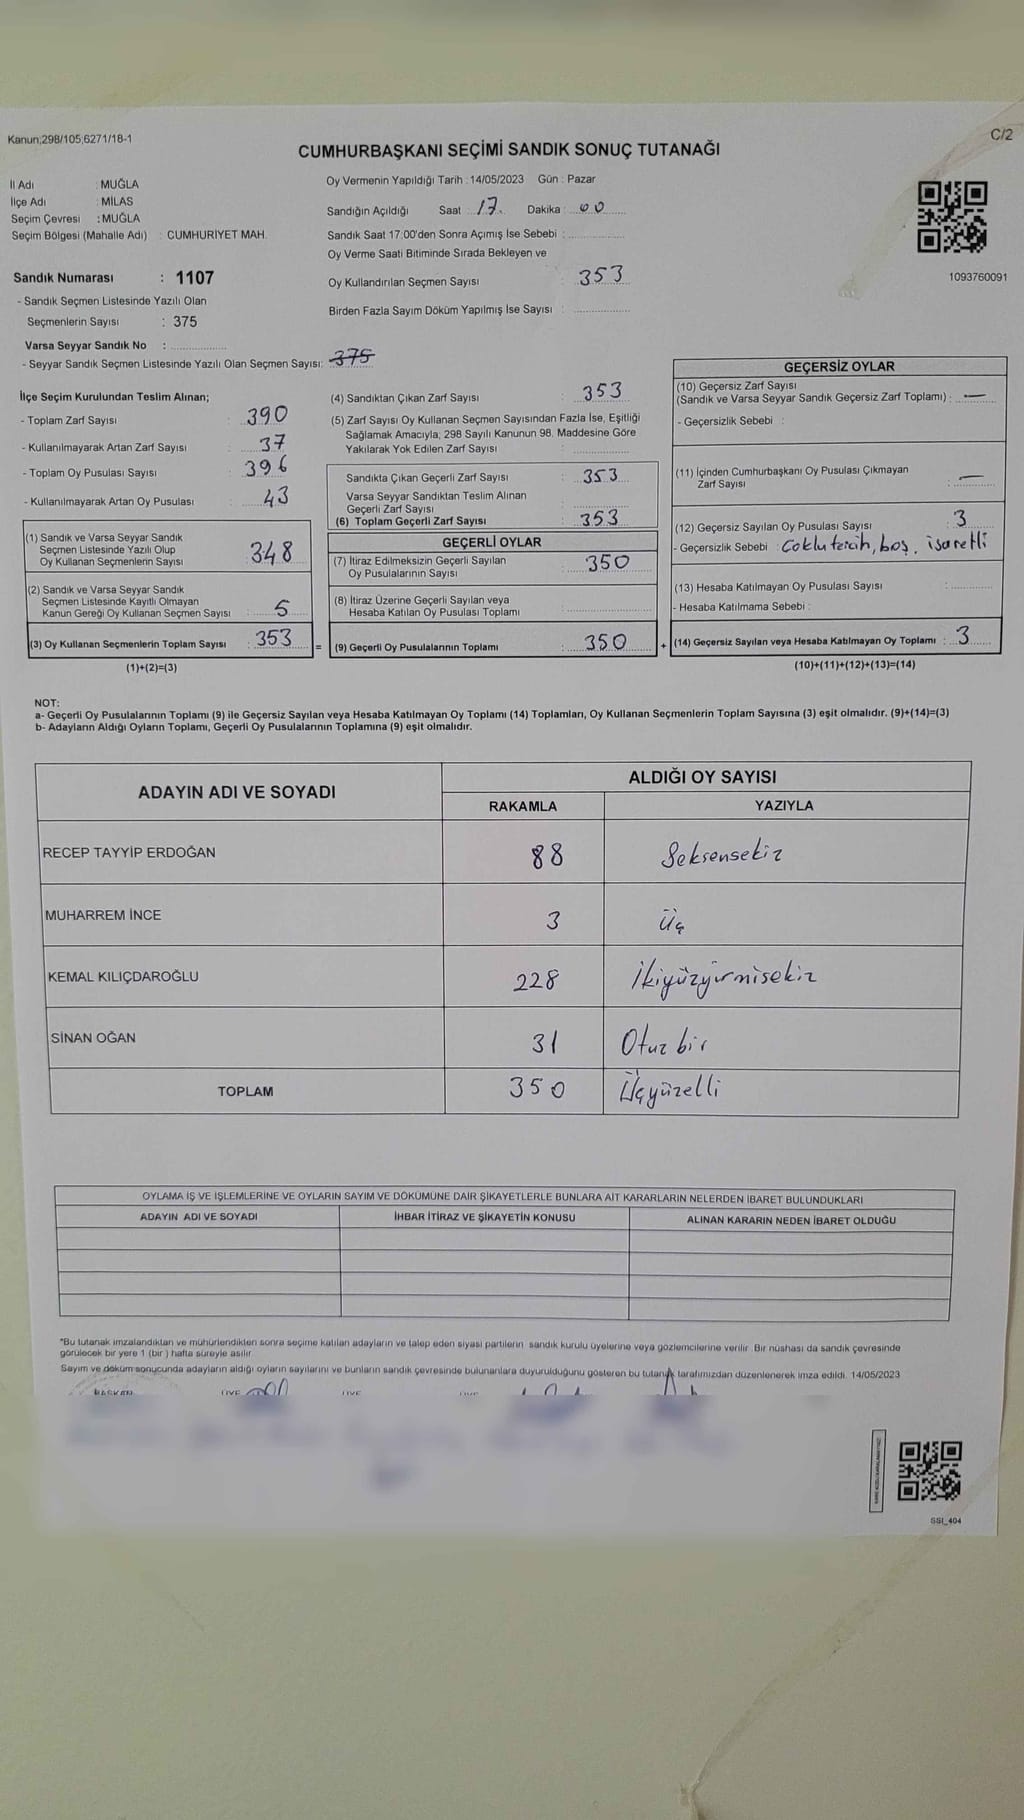 Kanun;298/105,6271/18-1
C/2
CUMHURBAŞKANI SEÇİMİ SANDIK SONUÇ TUTANAĞI
İl Adı : MUĞLA
İlçe Adı : MİLAS
Seçim Çevresi : MUĞLA
Seçim Bölgesi (Mahalle Adı) : CUMHURİYET MAH.
Sandık Numarası : 1107
- Sandık Seçmen Listesinde Yazılı Olan
Seçmenlerin Sayısı : 375
Varsa Seyyar Sandık No :
- Seyyar Sandık Seçmen Listesinde Yazılı Olan Seçmen Sayısı: 375
Oy Vermenin Yapıldığı Tarih : 14/05/2023 Gün : Pazar
Sandığın Açıldığı Saat : 17. Dakika : 00
Sandık Saat 17:00'den Sonra Açımış İse Sebebi :
Oy Verme Saati Bitiminde Sırada Bekleyen ve
Oy Kullandırılan Seçmen Sayısı : 353
Birden Fazla Sayım Döküm Yapılmış İse Sayısı :
1093760091
İlçe Seçim Kurulundan Teslim Alınan;
- Toplam Zarf Sayısı : 390
- Kullanılmayarak Artan Zarf Sayısı : 37
- Toplam Oy Pusulası Sayısı : 396
- Kullanılmayarak Artan Oy Pusulası : 43
(1) Sandık ve Varsa Seyyar Sandık
Seçmen Listesinde Yazılı Olup
Oy Kullanan Seçmenlerin Sayısı : 348
(2) Sandık ve Varsa Seyyar Sandık
Seçmen Listesinde Kayıtlı Olmayan
Kanun Gereği Oy Kullanan Seçmen Sayısı : 5
(3) Oy Kullanan Seçmenlerin Toplam Sayısı : 353 =
(1)+(2)=(3)
(4) Sandıktan Çıkan Zarf Sayısı : 353
(5) Zarf Sayısı Oy Kullanan Seçmen Sayısından Fazla İse, Eşitliği
Sağlamak Amacıyla, 298 Sayılı Kanunun 98. Maddesine Göre
Yakılarak Yok Edilen Zarf Sayısı :
Sandıkta Çıkan Geçerli Zarf Sayısı : 353
Varsa Seyyar Sandıktan Teslim Alınan
Geçerli Zarf Sayısı :
(6) Toplam Geçerli Zarf Sayısı : 353
GEÇERLİ OYLAR
(7) İtiraz Edilmeksizin Geçerli Sayılan
Oy Pusulalarının Sayısı : 350
(8) İtiraz Üzerine Geçerli Sayılan veya
Hesaba Katılan Oy Pusulası Toplamı :
(9) Geçerli Oy Pusulalarının Toplamı : 350 +
GEÇERSİZ OYLAR
(10) Geçersiz Zarf Sayısı
(Sandık ve Varsa Seyyar Sandık Geçersiz Zarf Toplamı) : —
- Geçersizlik Sebebi :
(11) İçinden Cumhurbaşkanı Oy Pusulası Çıkmayan
Zarf Sayısı : —
(12) Geçersiz Sayılan Oy Pusulası Sayısı : 3
- Geçersizlik Sebebi : Çoklu tercih, boş, işaretli
(13) Hesaba Katılmayan Oy Pusulası Sayısı :
- Hesaba Katılmama Sebebi :
(14) Geçersiz Sayılan veya Hesaba Katılmayan Oy Toplamı : 3
(10)+(11)+(12)+(13)=(14)
NOT:
a- Geçerli Oy Pusulalarının Toplamı (9) ile Geçersiz Sayılan veya Hesaba Katılmayan Oy Toplamı (14) Toplamları, Oy Kullanan Seçmenlerin Toplam Sayısına (3) eşit olmalıdır. (9)+(14)=(3)
b- Adayların Aldığı Oyların Toplamı, Geçerli Oy Pusulalarının Toplamına (9) eşit olmalıdır.
ADAYIN ADI VE SOYADI
ALDIĞI OY SAYISI
RAKAMLA YAZIYLA
RECEP TAYYİP ERDOĞAN 88 Seksensekiz
MUHARREM İNCE 3 Üç
KEMAL KILIÇDAROĞLU 228 İkiyüzyirmisekiz
SİNAN OĞAN 31 Otuz bir
TOPLAM 350 Üçyüzelli
OYLAMA İŞ VE İŞLEMLERİNE VE OYLARIN SAYIM VE DÖKÜMÜNE DAİR ŞİKAYETLERLE BUNLARA AİT KARARLARIN NELERDEN İBARET BULUNDUKLARI
ADAYIN ADI VE SOYADI İHBAR İTİRAZ VE ŞİKAYETİN KONUSU ALINAN KARARIN NEDEN İBARET OLDUĞU
*Bu tutanak imzalandıktan ve mühürlendikten sonra seçime katılan adayların ve talep eden siyasi partilerin sandık kurulu üyelerine veya gözlemcilerine verilir. Bir nüshası da sandık çevresinde
görülecek bir yere 1 (bir ) hafta süreyle asılır.
Sayım ve döküm sonucunda adayların aldığı oyların sayılarını ve bunların sandık çevresinde bulunanlara duyurulduğunu gösteren bu tutanak tarafımızdan düzenlenerek imza edildi. 14/05/2023
BAŞKAN ÜYE ÜYE
SSI_404